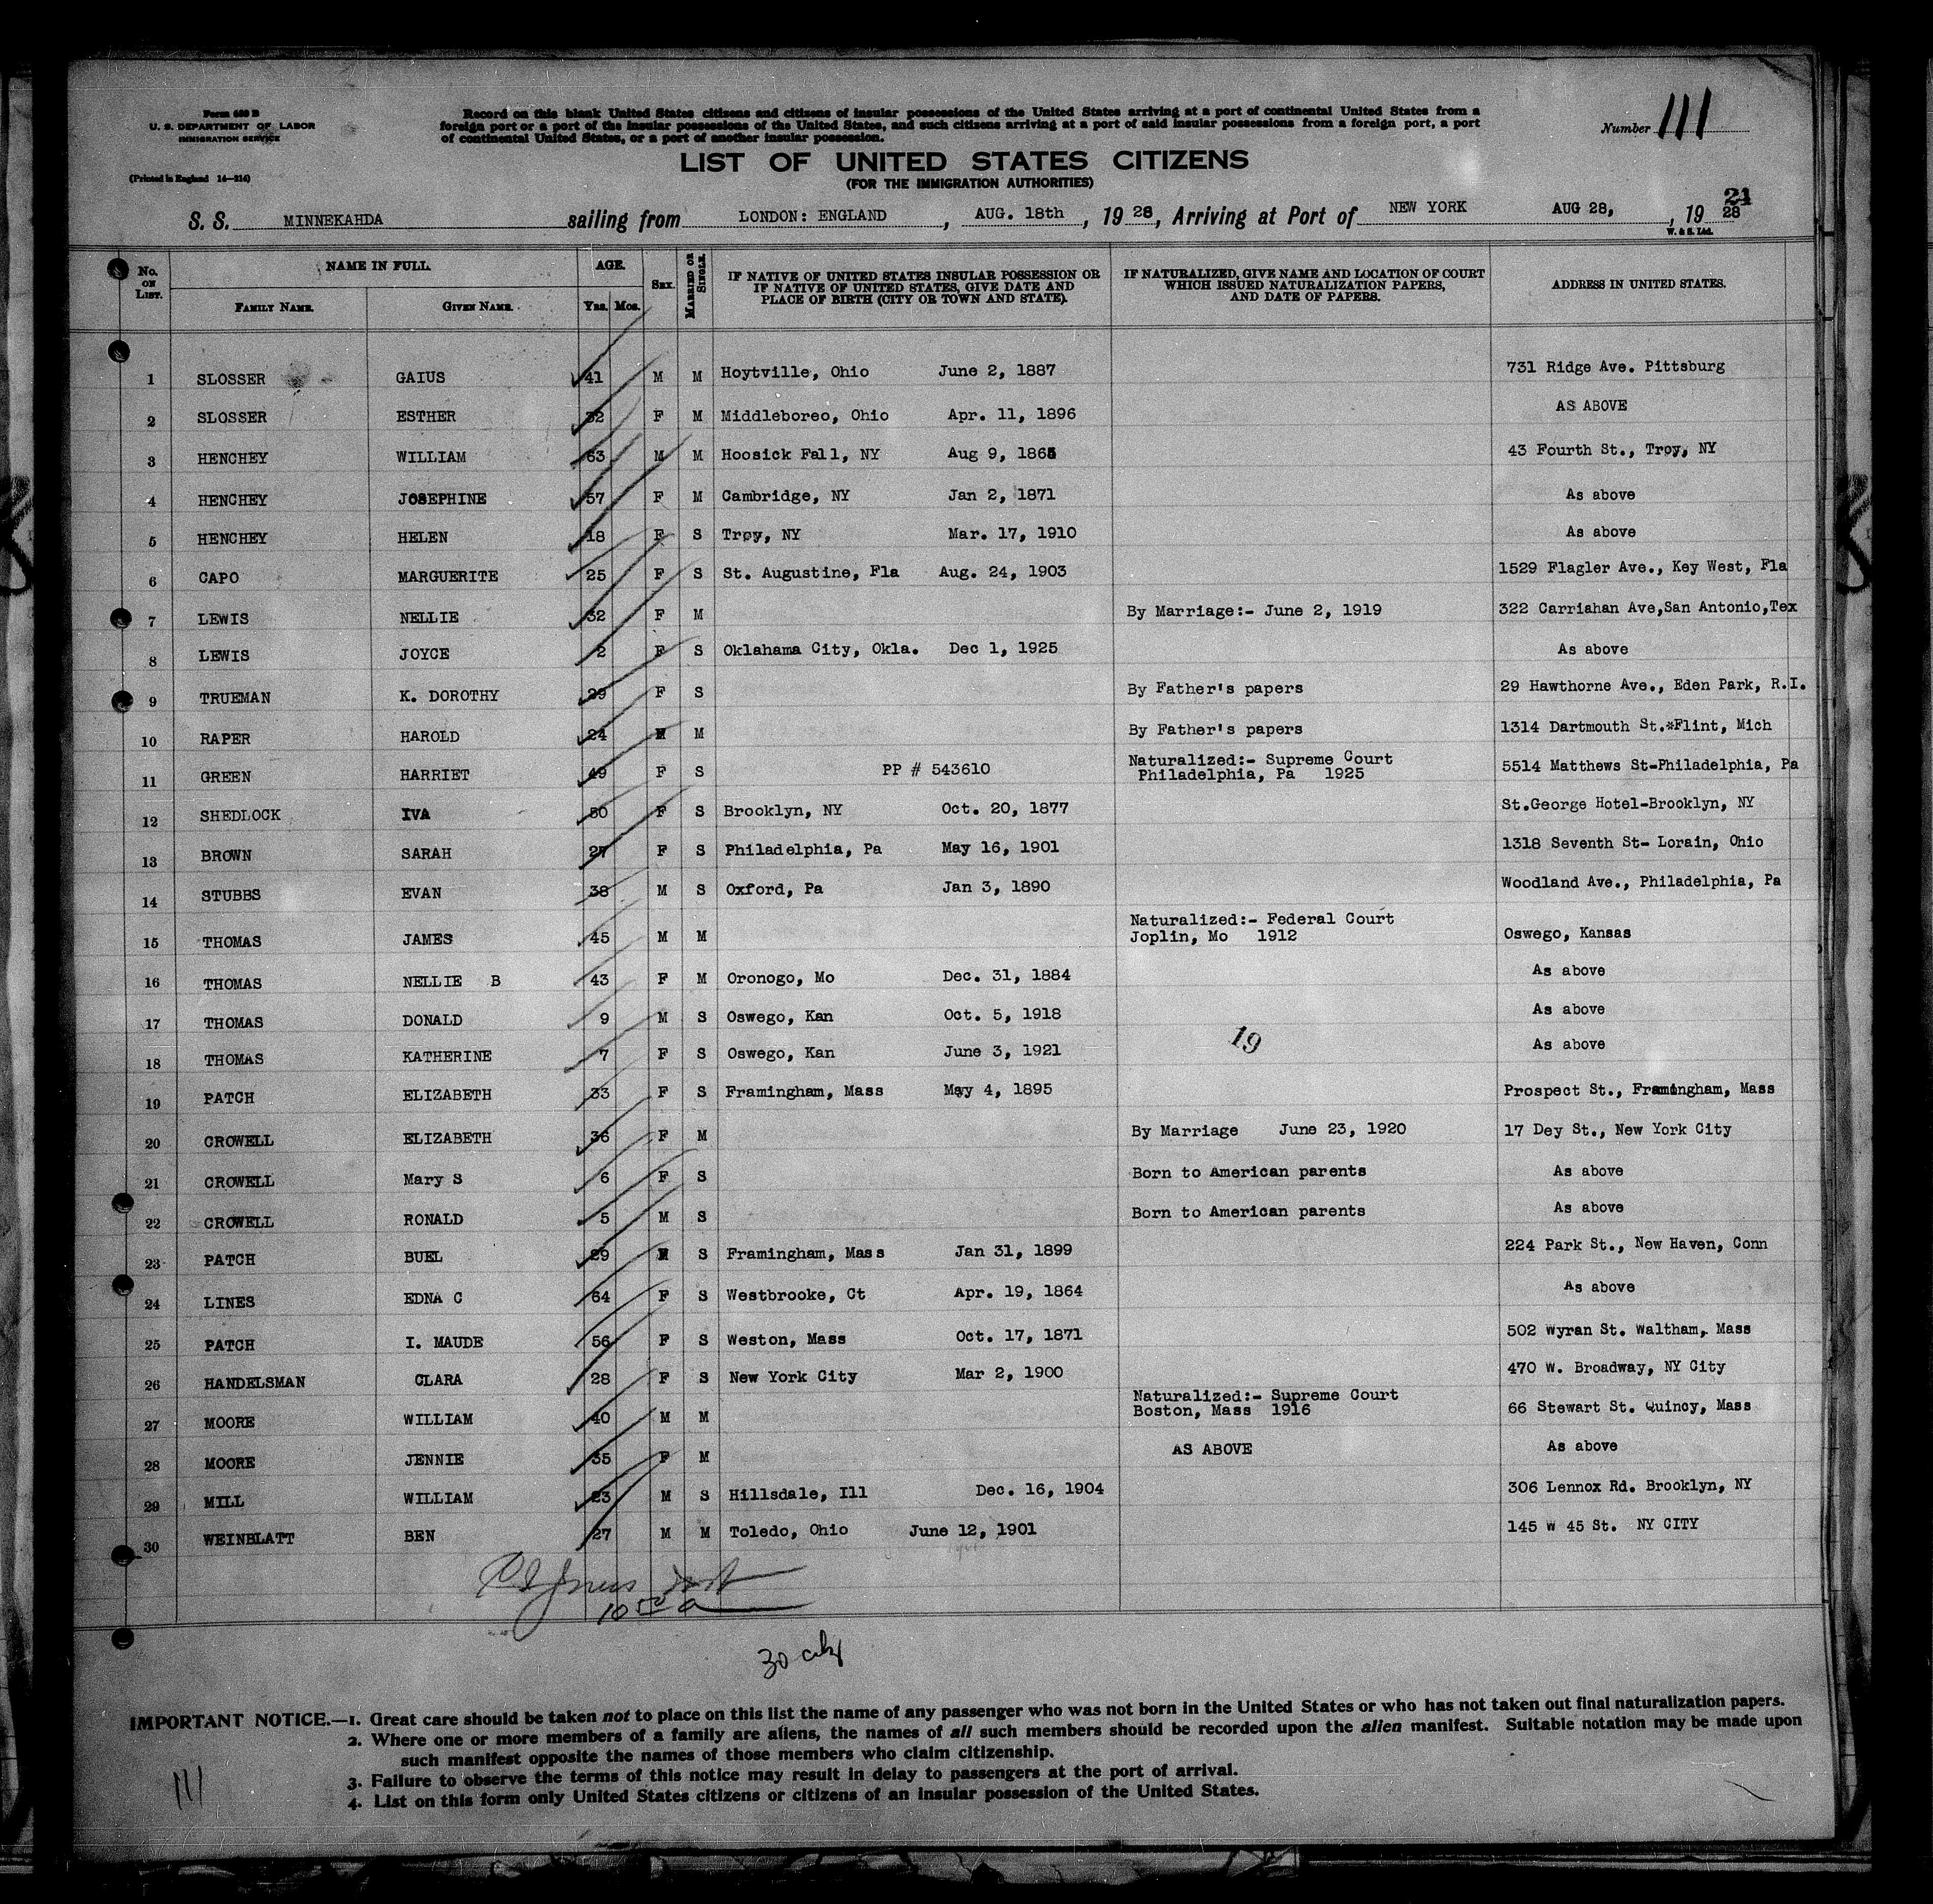 Form 630 B
U. S. DEPARTMENT OF LABOR
IMMIGRATION SERVICE
(Printed in England 14—214)
Record on this blank United States citizens and citizens of insular possessions of the United States arriving at a port of continental United States from a
foreign port or a port of the insular possessions of the United States, and such citizens arriving at a port of said insular possessions from a foreign port, a port
of continental United States, or a port of another insular possession.
Number 111
LIST OF UNITED STATES CITIZENS
(FOR THE IMMIGRATION AUTHORITIES)
21
S. S. MINNEKAHDA sailing from LONDON: ENGLAND, AUG. 18th, 1928, Arriving at Port of NEW YORK AUG 28, 1928
W. & S. Ltd.
No. ON LIST. NAME IN FULL. FAMILY NAME. GIVEN NAME. AGE. Yrs. Mos. SEX. MARRIED OR SINGLE. IF NATIVE OF UNITED STATES INSULAR POSSESSION OR IF NATIVE OF UNITED STATES, GIVE DATE AND PLACE OF BIRTH (CITY OR TOWN AND STATE). IF NATURALIZED, GIVE NAME AND LOCATION OF COURT WHICH ISSUED NATURALIZATION PAPERS, AND DATE OF PAPERS. ADDRESS IN UNITED STATES.
1 SLOSSER GAIUS 41 M M Hoytville, Ohio June 2, 1887 731 Ridge Ave. Pittsburg
2 SLOSSER ESTHER 32 F M Middleboreo, Ohio Apr. 11, 1896 AS ABOVE
3 HENCHEY WILLIAM 63 M M Hoosick Fall, NY Aug 9, 1865 43 Fourth St., Troy, NY
4 HENCHEY JOSEPHINE 57 F M Cambridge, NY Jan 2, 1871 As above
5 HENCHEY HELEN 18 F S Troy, NY Mar. 17, 1910 As above
6 CAPO MARGUERITE 25 F S St. Augustine, Fla Aug. 24, 1903 1529 Flagler Ave., Key West, Fla
7 LEWIS NELLIE 32 F M By Marriage:- June 2, 1919 322 Carriahan Ave,San Antonio,Tex
8 LEWIS JOYCE 2 F S Oklahama City, Okla. Dec 1, 1925 As above
9 TRUEMAN K. DOROTHY 29 F S By Father's papers 29 Hawthorne Ave., Eden Park, R.I.
10 RAPER HAROLD 24 M M By Father's papers 1314 Dartmouth St.*Flint, Mich
11 GREEN HARRIET 49 F S PP # 543610 Naturalized:- Supreme Court Philadelphia, Pa 1925 5514 Matthews St-Philadelphia, Pa
12 SHEDLOCK IVA 50 F S Brooklyn, NY Oct. 20, 1877 St.George Hotel-Brooklyn, NY
13 BROWN SARAH 27 F S Philadelphia, Pa May 16, 1901 1318 Seventh St- Lorain, Ohio
14 STUBBS EVAN 38 M S Oxford, Pa Jan 3, 1890 Woodland Ave., Philadelphia, Pa
15 THOMAS JAMES 45 M M Naturalized:- Federal Court Joplin, Mo 1912 Oswego, Kansas
16 THOMAS NELLIE B 43 F M Oronogo, Mo Dec. 31, 1884 As above
17 THOMAS DONALD 9 M S Oswego, Kan Oct. 5, 1918 As above
19
18 THOMAS KATHERINE 7 F S Oswego, Kan June 3, 1921 As above
19 PATCH ELIZABETH 33 F S Framingham, Mass May 4, 1895 Prospect St., Framingham, Mass
20 CROWELL ELIZABETH 36 F M By Marriage June 23, 1920 17 Dey St., New York City
21 CROWELL Mary S 6 F S Born to American parents As above
22 CROWELL RONALD 5 M S Born to American parents As above
23 PATCH BUEL 29 M S Framingham, Mass Jan 31, 1899 224 Park St., New Haven, Conn
24 LINES EDNA C 64 F S Westbrooke, Ct Apr. 19, 1864 As above
25 PATCH I. MAUDE 56 F S Weston, Mass Oct. 17, 1871 502 Wyran St. Waltham, Mass
26 HANDELSMAN CLARA 28 F S New York City Mar 2, 1900 470 W. Broadway, NY City
27 MOORE WILLIAM 40 M M Naturalized:- Supreme Court Boston, Mass 1916 66 Stewart St. Quincy, Mass
28 MOORE JENNIE 35 F M AS ABOVE As above
29 MILL WILLIAM 23 M S Hillsdale, Ill Dec. 16, 1904 306 Lennox Rd. Brooklyn, NY
30 WEINBLATT BEN 27 M M Toledo, Ohio June 12, 1901 145 W 45 St. NY CITY
30
IMPORTANT NOTICE.—1. Great care should be taken not to place on this list the name of any passenger who was not born in the United States or who has not taken out final naturalization papers.
2. Where one or more members of a family are aliens, the names of all such members should be recorded upon the alien manifest. Suitable notation may be made upon
such manifest opposite the names of those members who claim citizenship.
3. Failure to observe the terms of this notice may result in delay to passengers at the port of arrival.
4. List on this form only United States citizens or citizens of an insular possession of the United States.
111